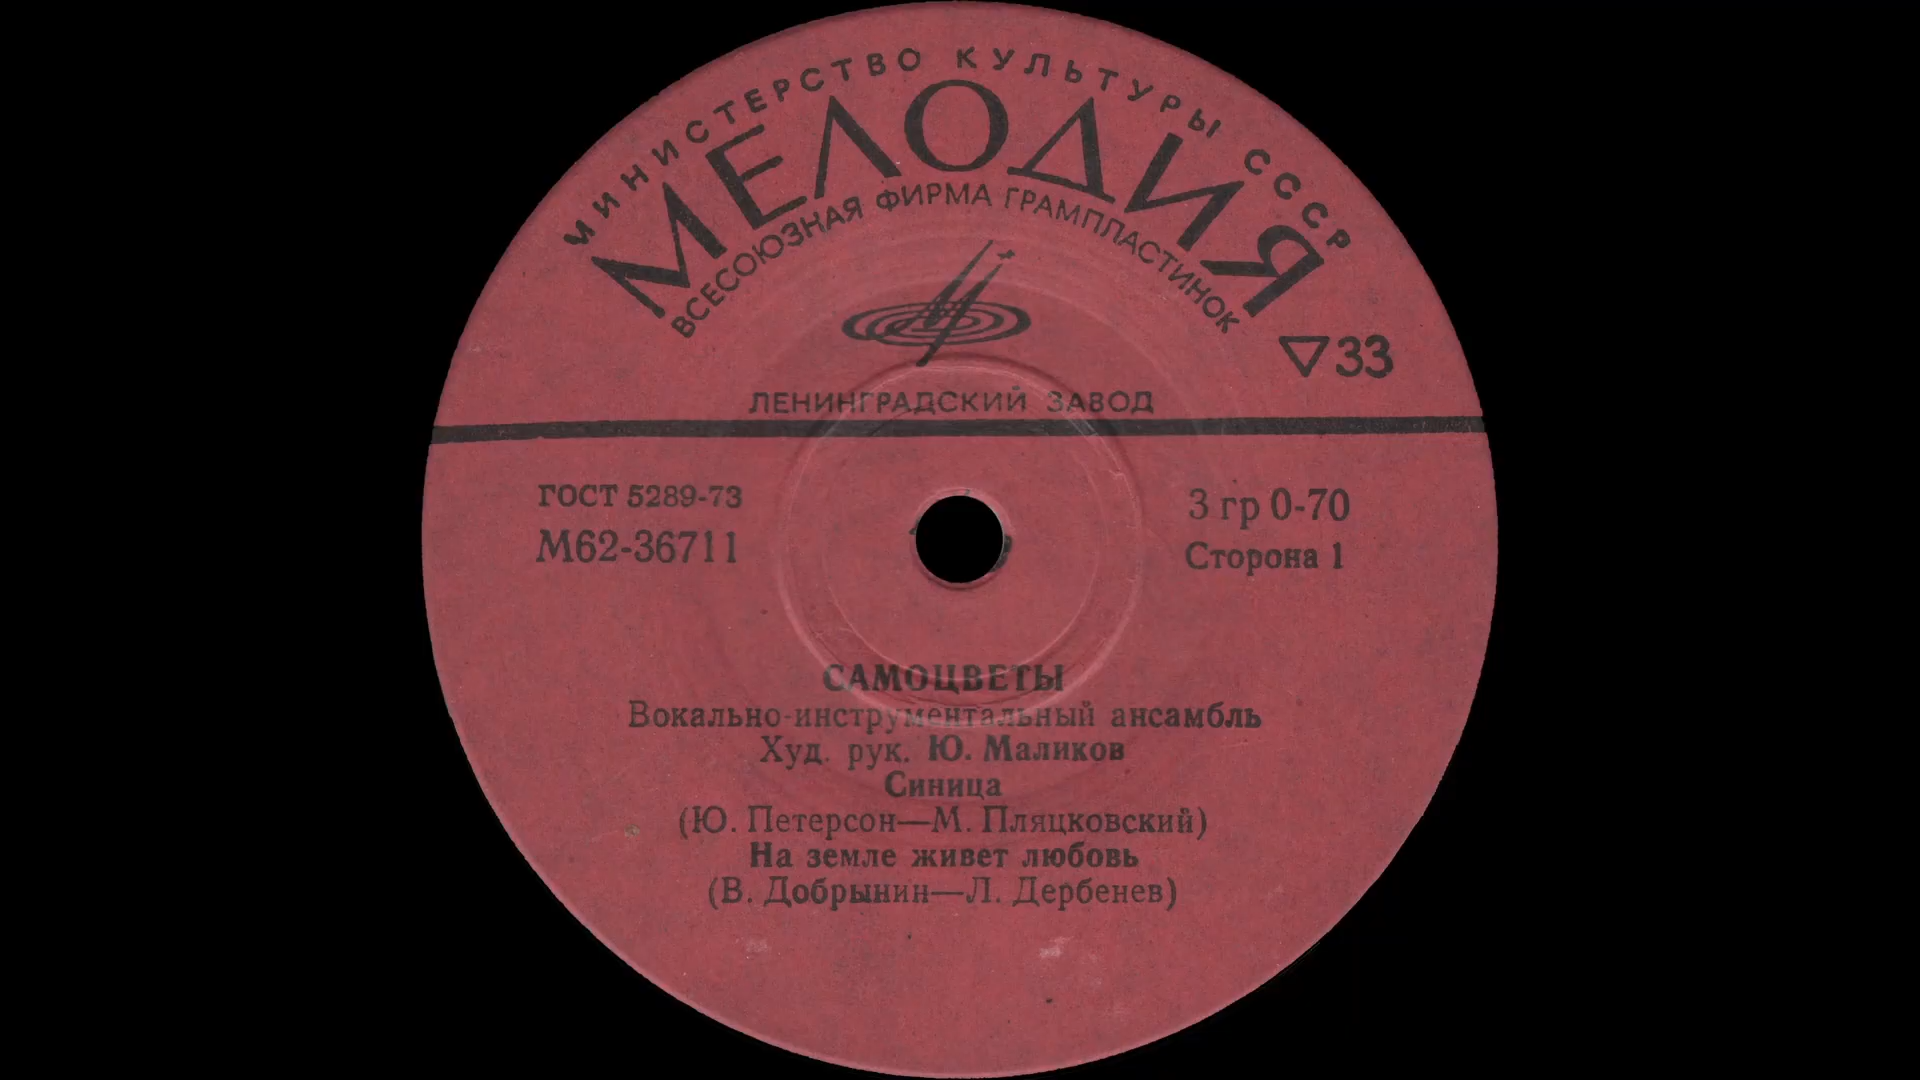 МИНИСТЕРСТВО КУЛЬТУРЫ СССР
МЕЛОДИЯ
ВСЕСОЮЗНАЯ ФИРМА ГРАМПЛАСТИНОК
33
ЛЕНИНГРАДСКИЙ ЗАВОД
ГОСТ 5289-73
М62-36711
3 гр 0-70
Сторона 1
САМОЦВЕТЫ
Вокально-инструментальный ансамбль
Худ. рук. Ю. Маликов
Синица
(Ю. Петерсон—М. Пляцковский)
На земле живет любовь
(В. Добрынин—Л. Дербенев)